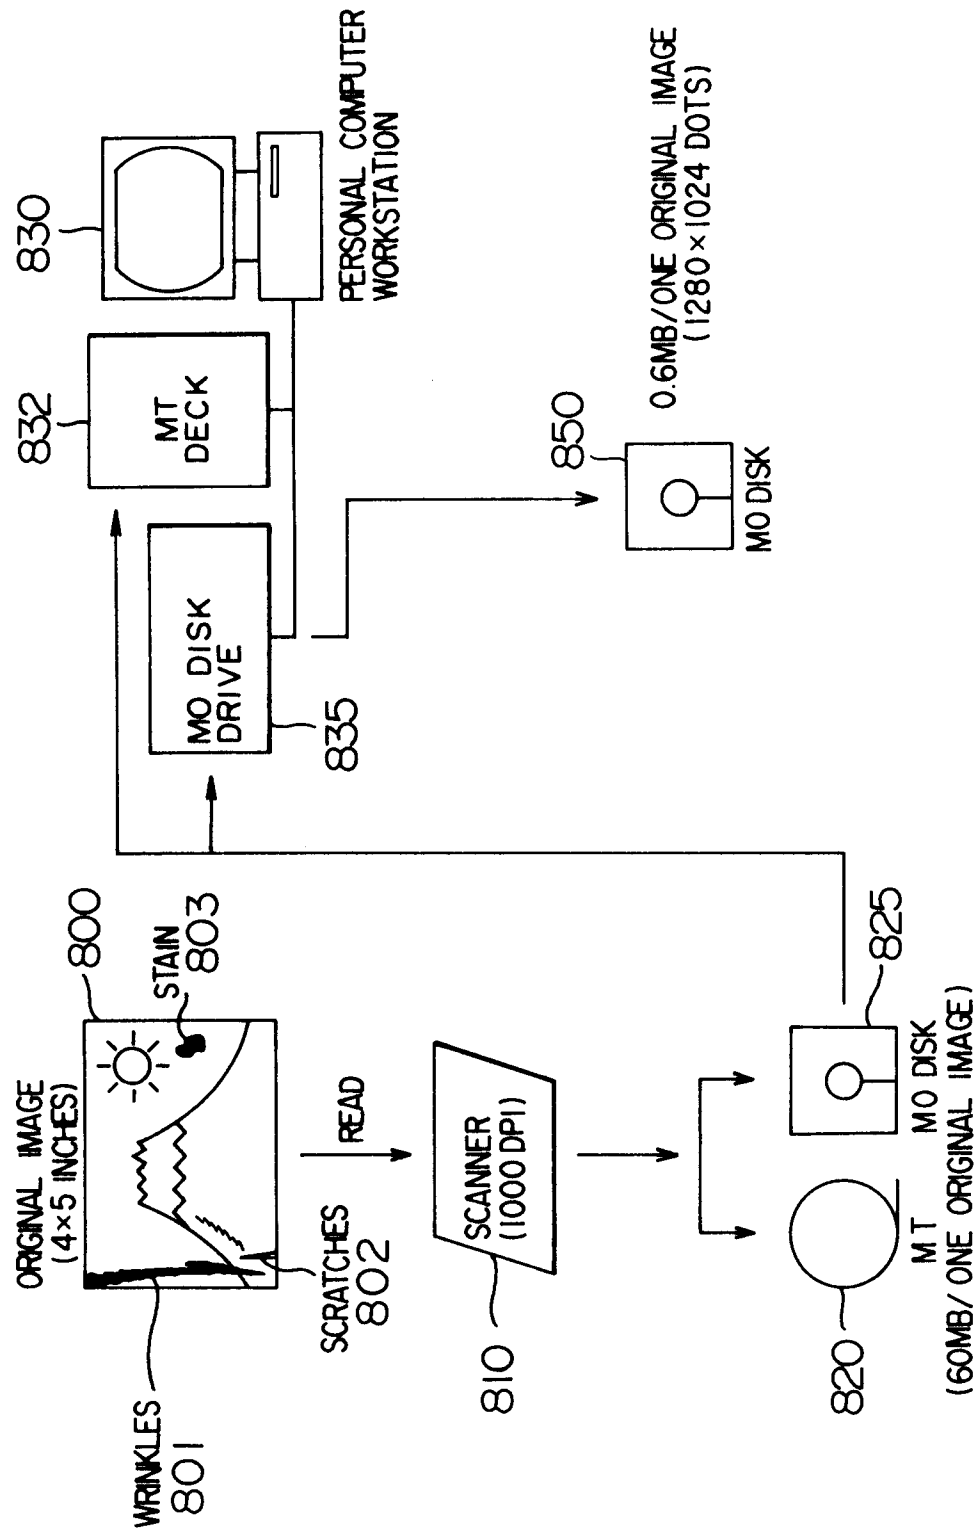 ORIGINAL IMAGE
(4×5 INCHES)
800
WRINKLES
801
STAIN
803
SCRATCHES
802
READ
810
SCANNER
(1000 DPI)
820
MT
MO DISK
825
(60MB/ONE ORIGINAL IMAGE)
MO DISK
DRIVE
835
832
MT
DECK
830
PERSONAL COMPUTER
WORKSTATION
850
MO DISK
0.6MB/ONE ORIGINAL IMAGE
(1280×1024 DOTS)